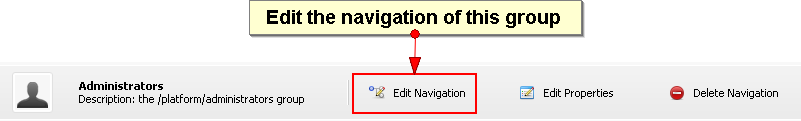 Edit the navigation of this group
Administrators
Description: the /platform/administrators group
Edit Navigation
Edit Properties
Delete Navigation